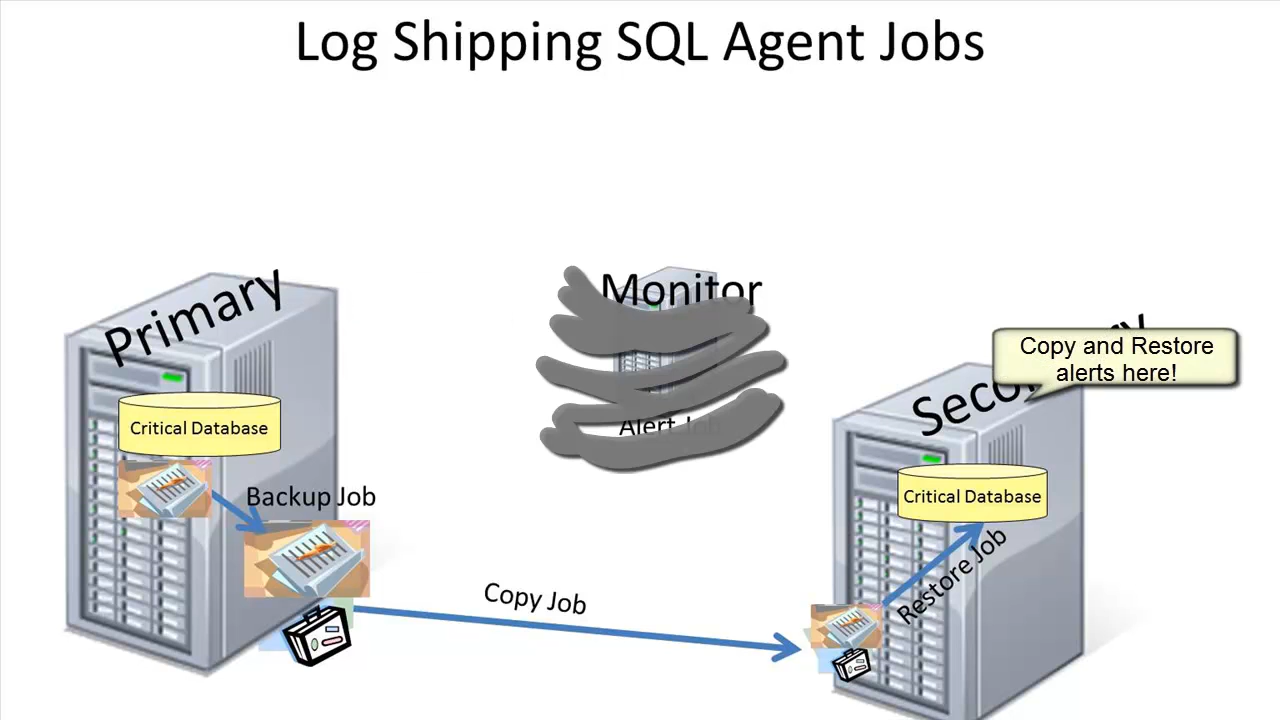 Log Shipping SQL Agent Jobs
Monitor
Primary
Copy and Restore
alerts here!
Critical Database
Alert
Critical Database
Backup Job
Restore Job
Copy Job